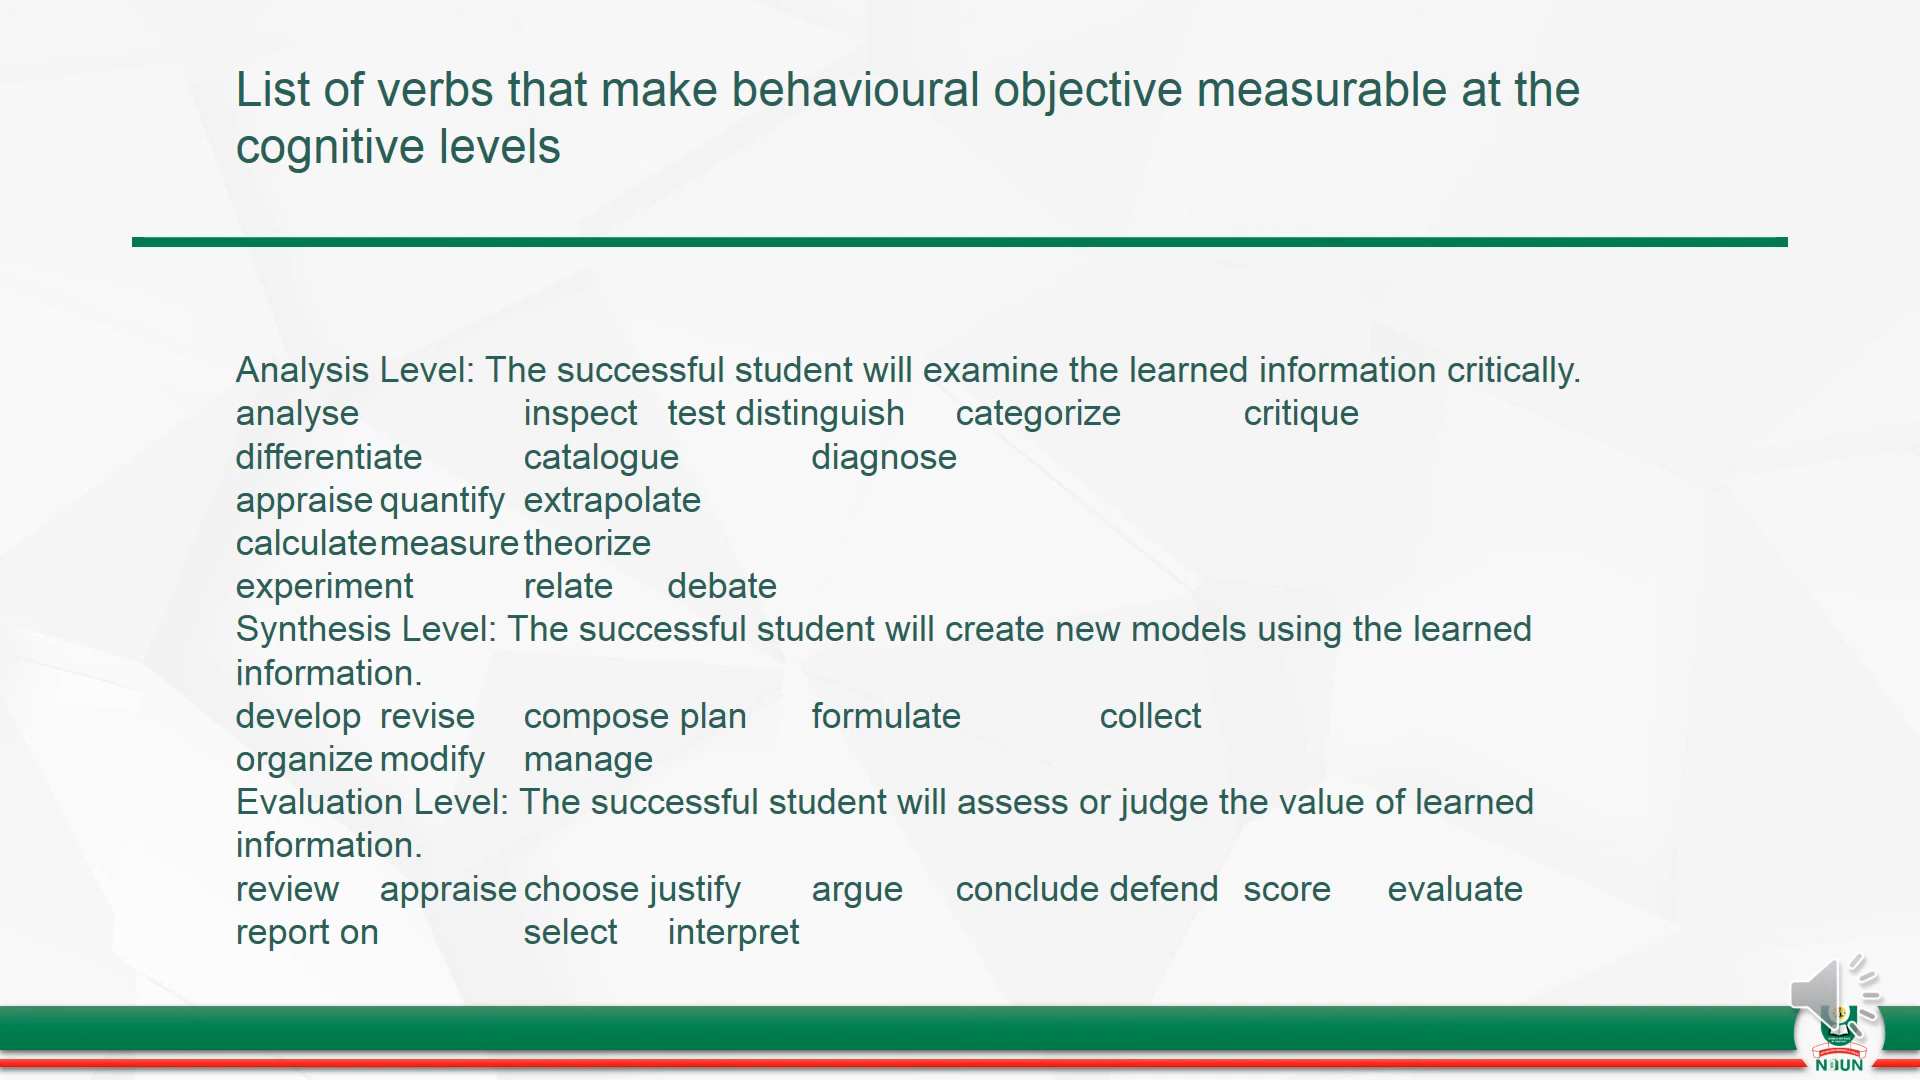 List of verbs that make behavioural objective measurable at the
cognitive levels
Analysis Level: The successful student will examine the learned information critically.
analyse inspect test distinguish categorize critique
differentiate catalogue diagnose
appraise quantify extrapolate
calculate measure theorize
experiment relate debate
Synthesis Level: The successful student will create new models using the learned
information.
develop revise compose plan formulate collect
organize modify manage
Evaluation Level: The successful student will assess or judge the value of learned
information.
review appraise choose justify argue conclude defend score evaluate
report on select interpret
NOUN